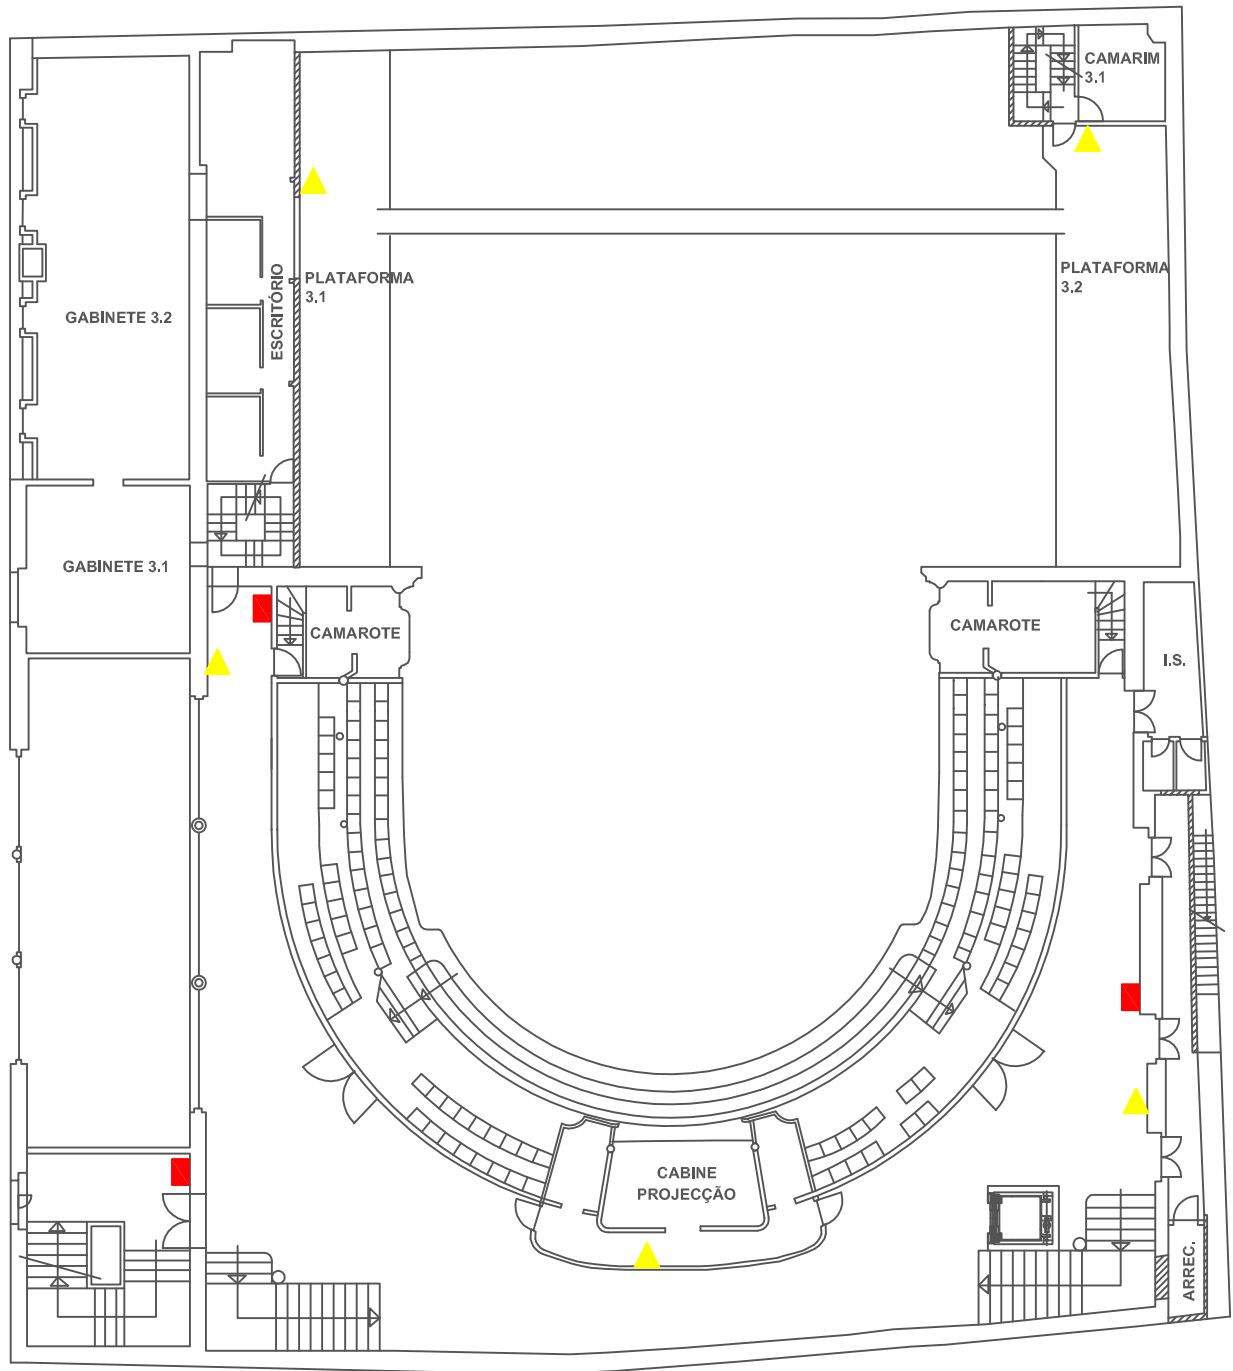 CAMARIM
3.1
PLATAFORMA
3.1
PLATAFORMA
3.2
ESCRITÓRIO
GABINETE 3.2
GABINETE 3.1
CAMAROTE
CAMAROTE
I.S.
CABINE
PROJECÇÃO
ARREC.